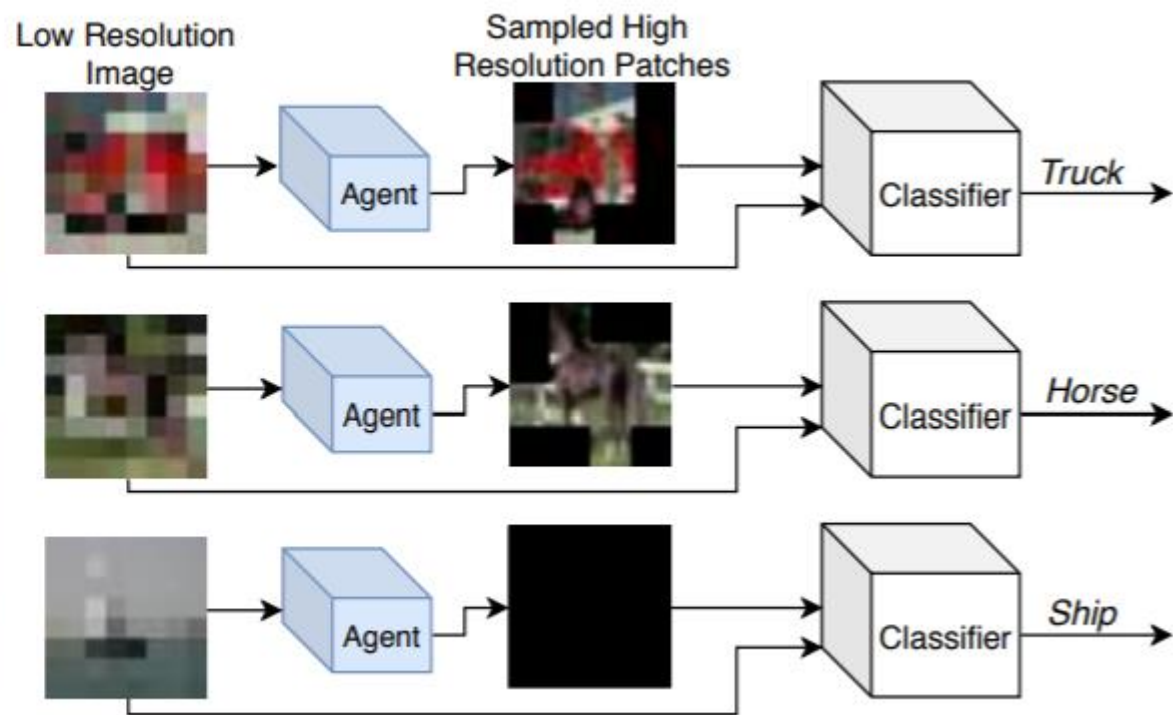 Low Resolution
Image
Sampled High
Resolution Patches
Agent
Classifier
Truck
Agent
Classifier
Horse
Agent
Classifier
Ship